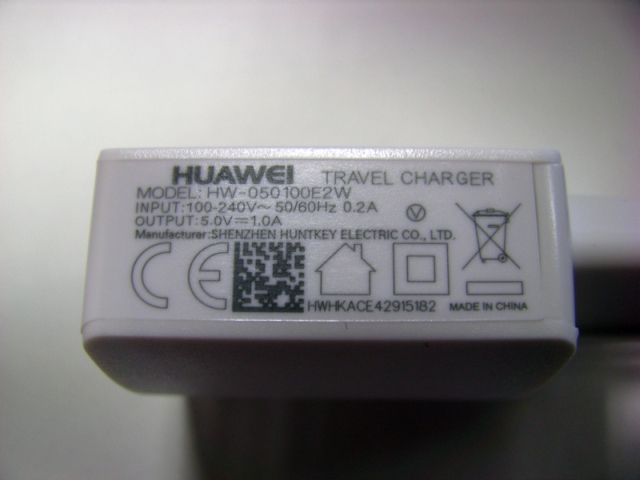 HUAWEI TRAVEL CHARGER
MODEL: HW-050100E2W
INPUT:100-240V~ 50/60Hz 0.2A
OUTPUT: 5.0V⎓1.0A
Manufacturer:SHENZHEN HUNTKEY ELECTRIC CO., LTD.
CE
HWHKACE42915182
MADE IN CHINA